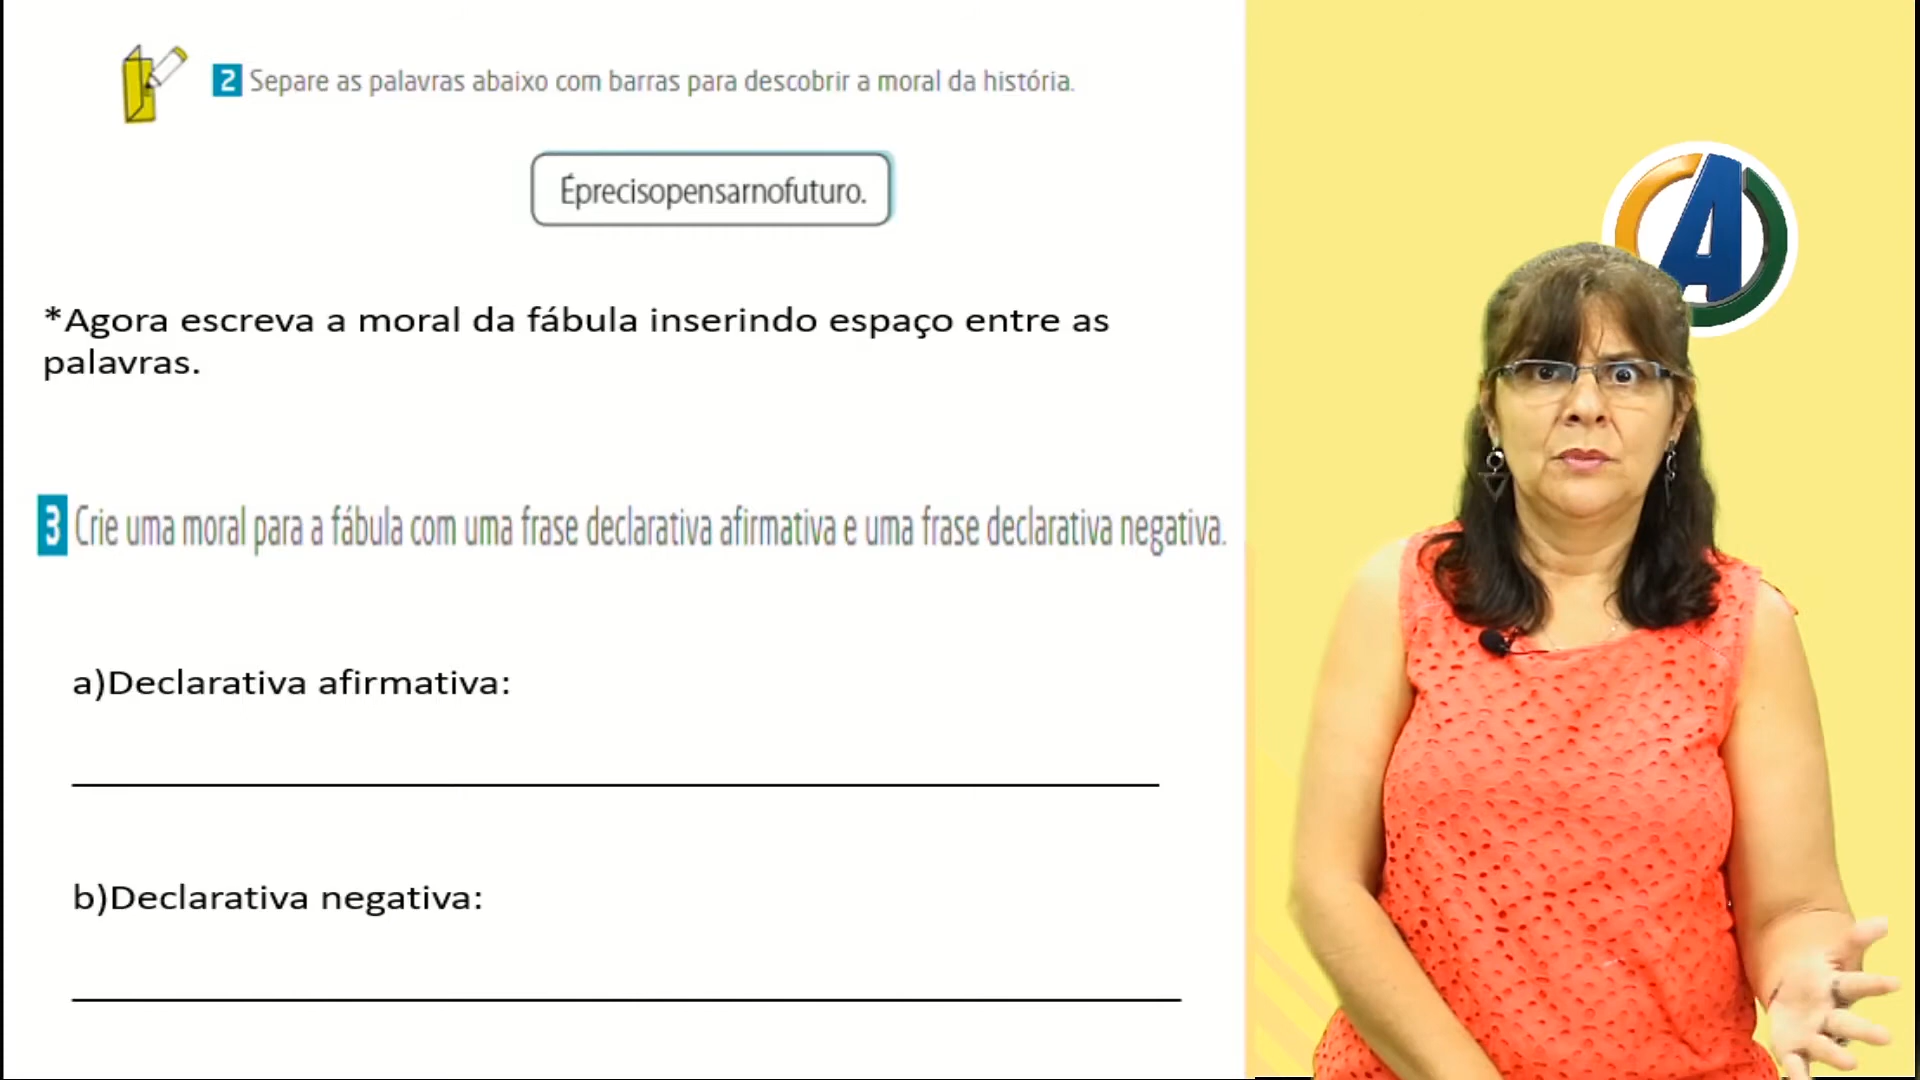 2 Separe as palavras abaixo com barras para descobrir a moral da história.
Éprecisopensarnofuturo.
*Agora escreva a moral da fábula inserindo espaço entre as
palavras.
3 Crie uma moral para a fábula com uma frase declarativa afirmativa e uma frase declarativa negativa.
a)Declarativa afirmativa:
b)Declarativa negativa:
A